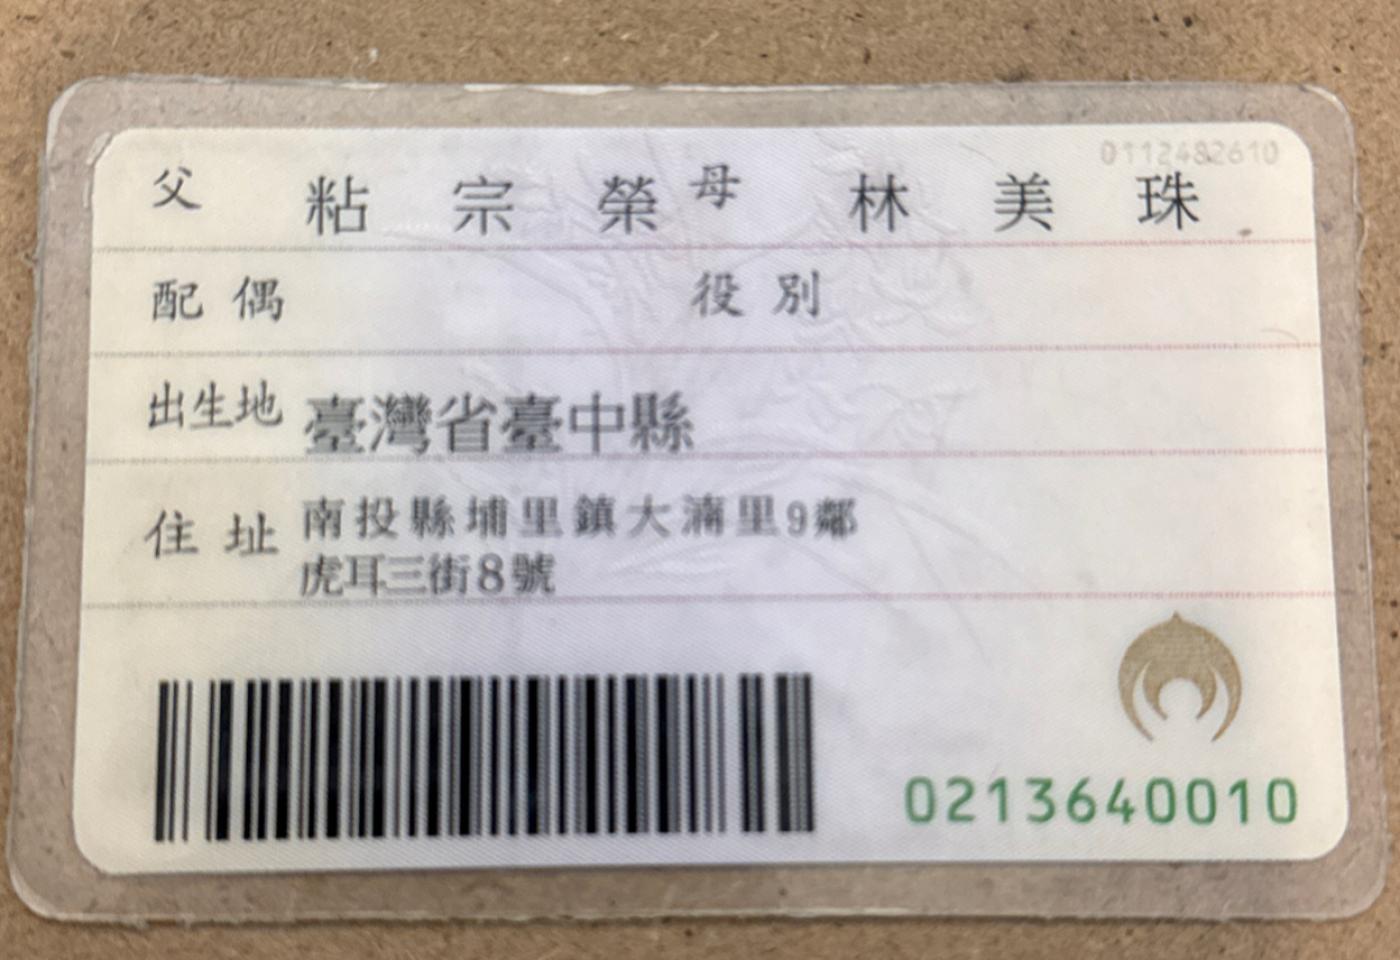 0112482610
父 粘宗榮 母 林美珠
配偶 役別
出生地 臺灣省臺中縣
住址 南投縣埔里鎮大湳里9鄰
虎耳三街8號
0213640010